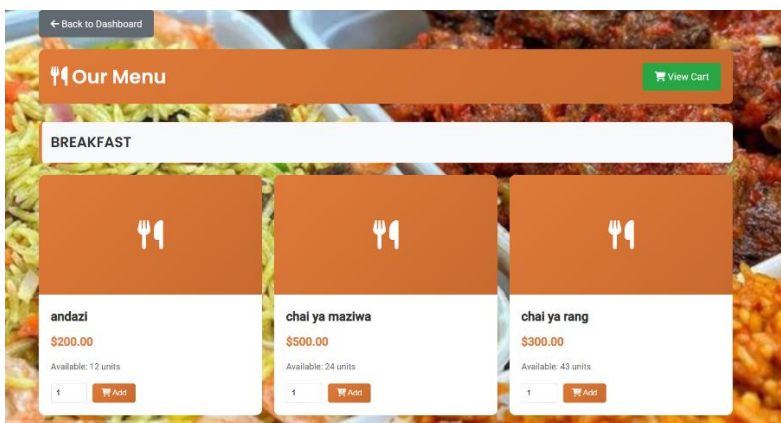 Back to Dashboard
Our Menu
View Cart
BREAKFAST
andazi
$200.00
Available: 12 units
1 Add
chai ya maziwa
$500.00
Available: 24 units
1 Add
chai ya rang
$300.00
Available: 43 units
1 Add